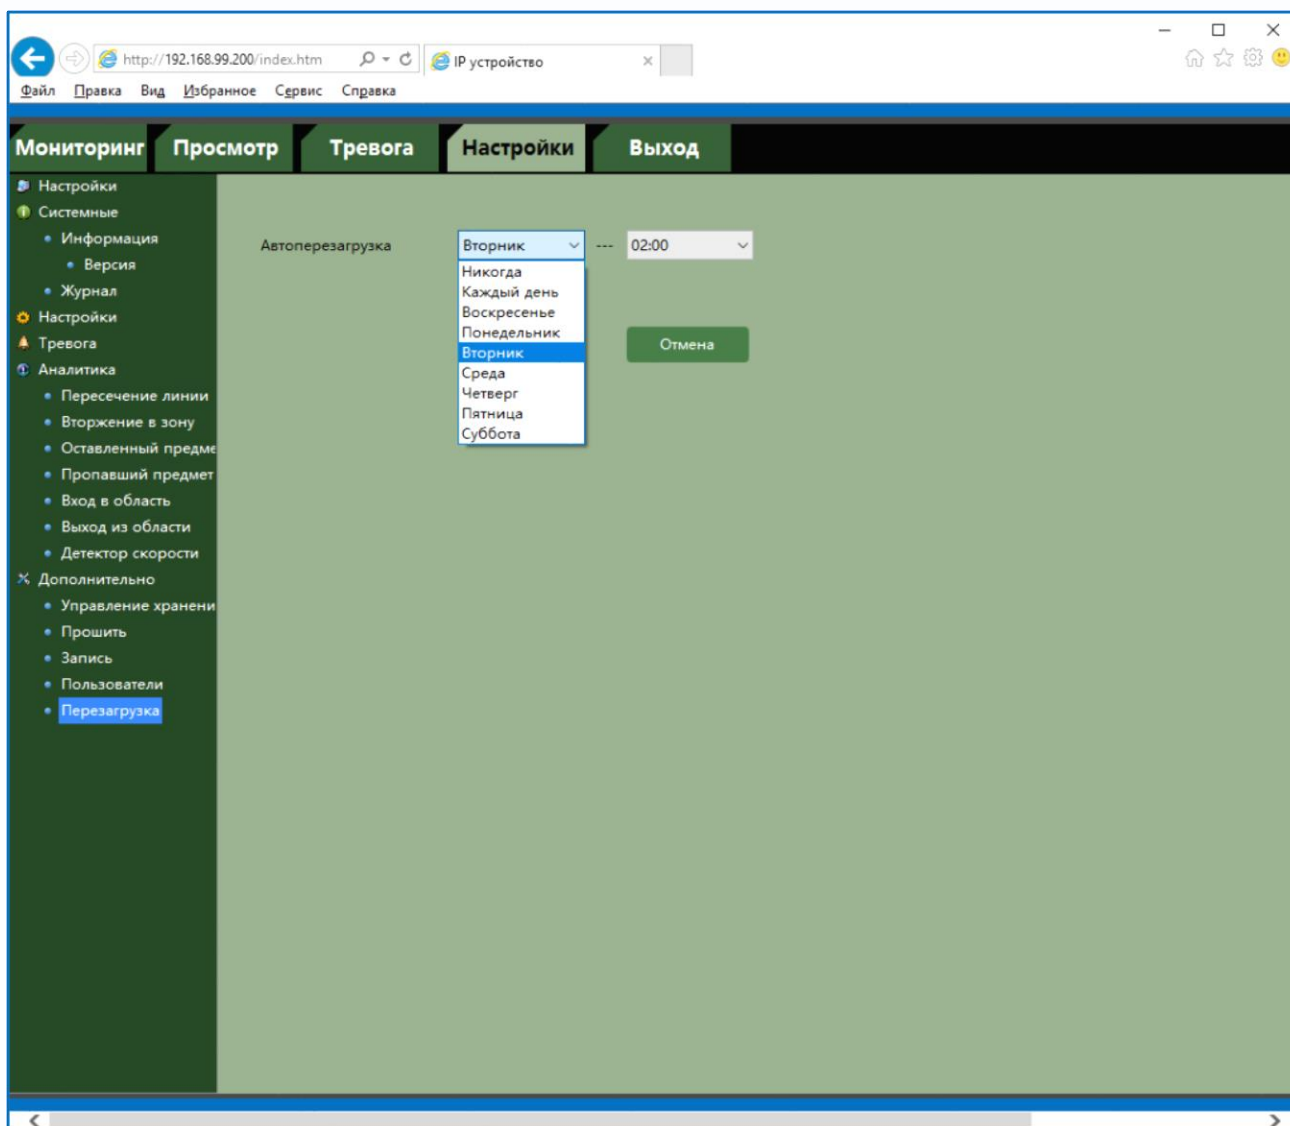 http://192.168.99.200/index.htm
IP устройство
Файл Правка Вид Избранное Сервис Справка
Мониторинг Просмотр Тревога Настройки Выход
Настройки
Системные
Информация
Версия
Журнал
Настройки
Тревога
Аналитика
Пересечение линии
Вторжение в зону
Оставленный предме
Пропавший предмет
Вход в область
Выход из области
Детектор скорости
Дополнительно
Управление хранени
Прошить
Запись
Пользователи
Перезагрузка
Автоперезагрузка Вторник --- 02:00
Никогда
Каждый день
Воскресенье
Понедельник
Вторник
Среда
Четверг
Пятница
Суббота
Отмена